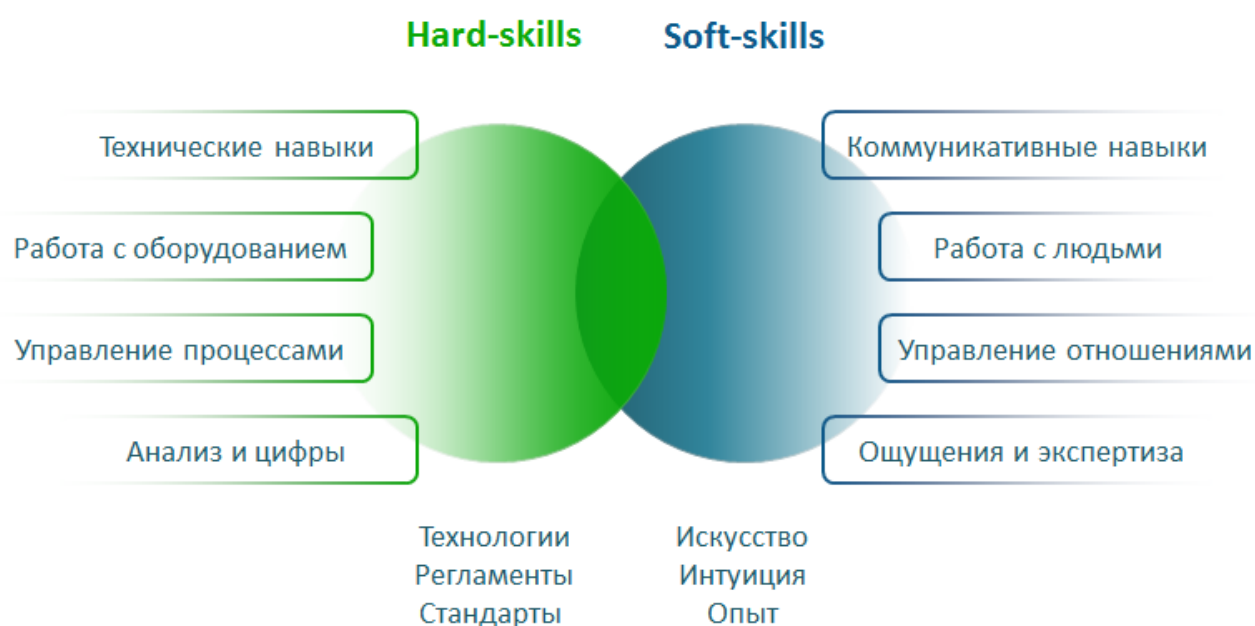 Hard-skills
Soft-skills
Технические навыки
Коммуникативные навыки
Работа с оборудованием
Работа с людьми
Управление процессами
Управление отношениями
Анализ и цифры
Ощущения и экспертиза
Технологии
Регламенты
Стандарты
Искусство
Интуиция
Опыт